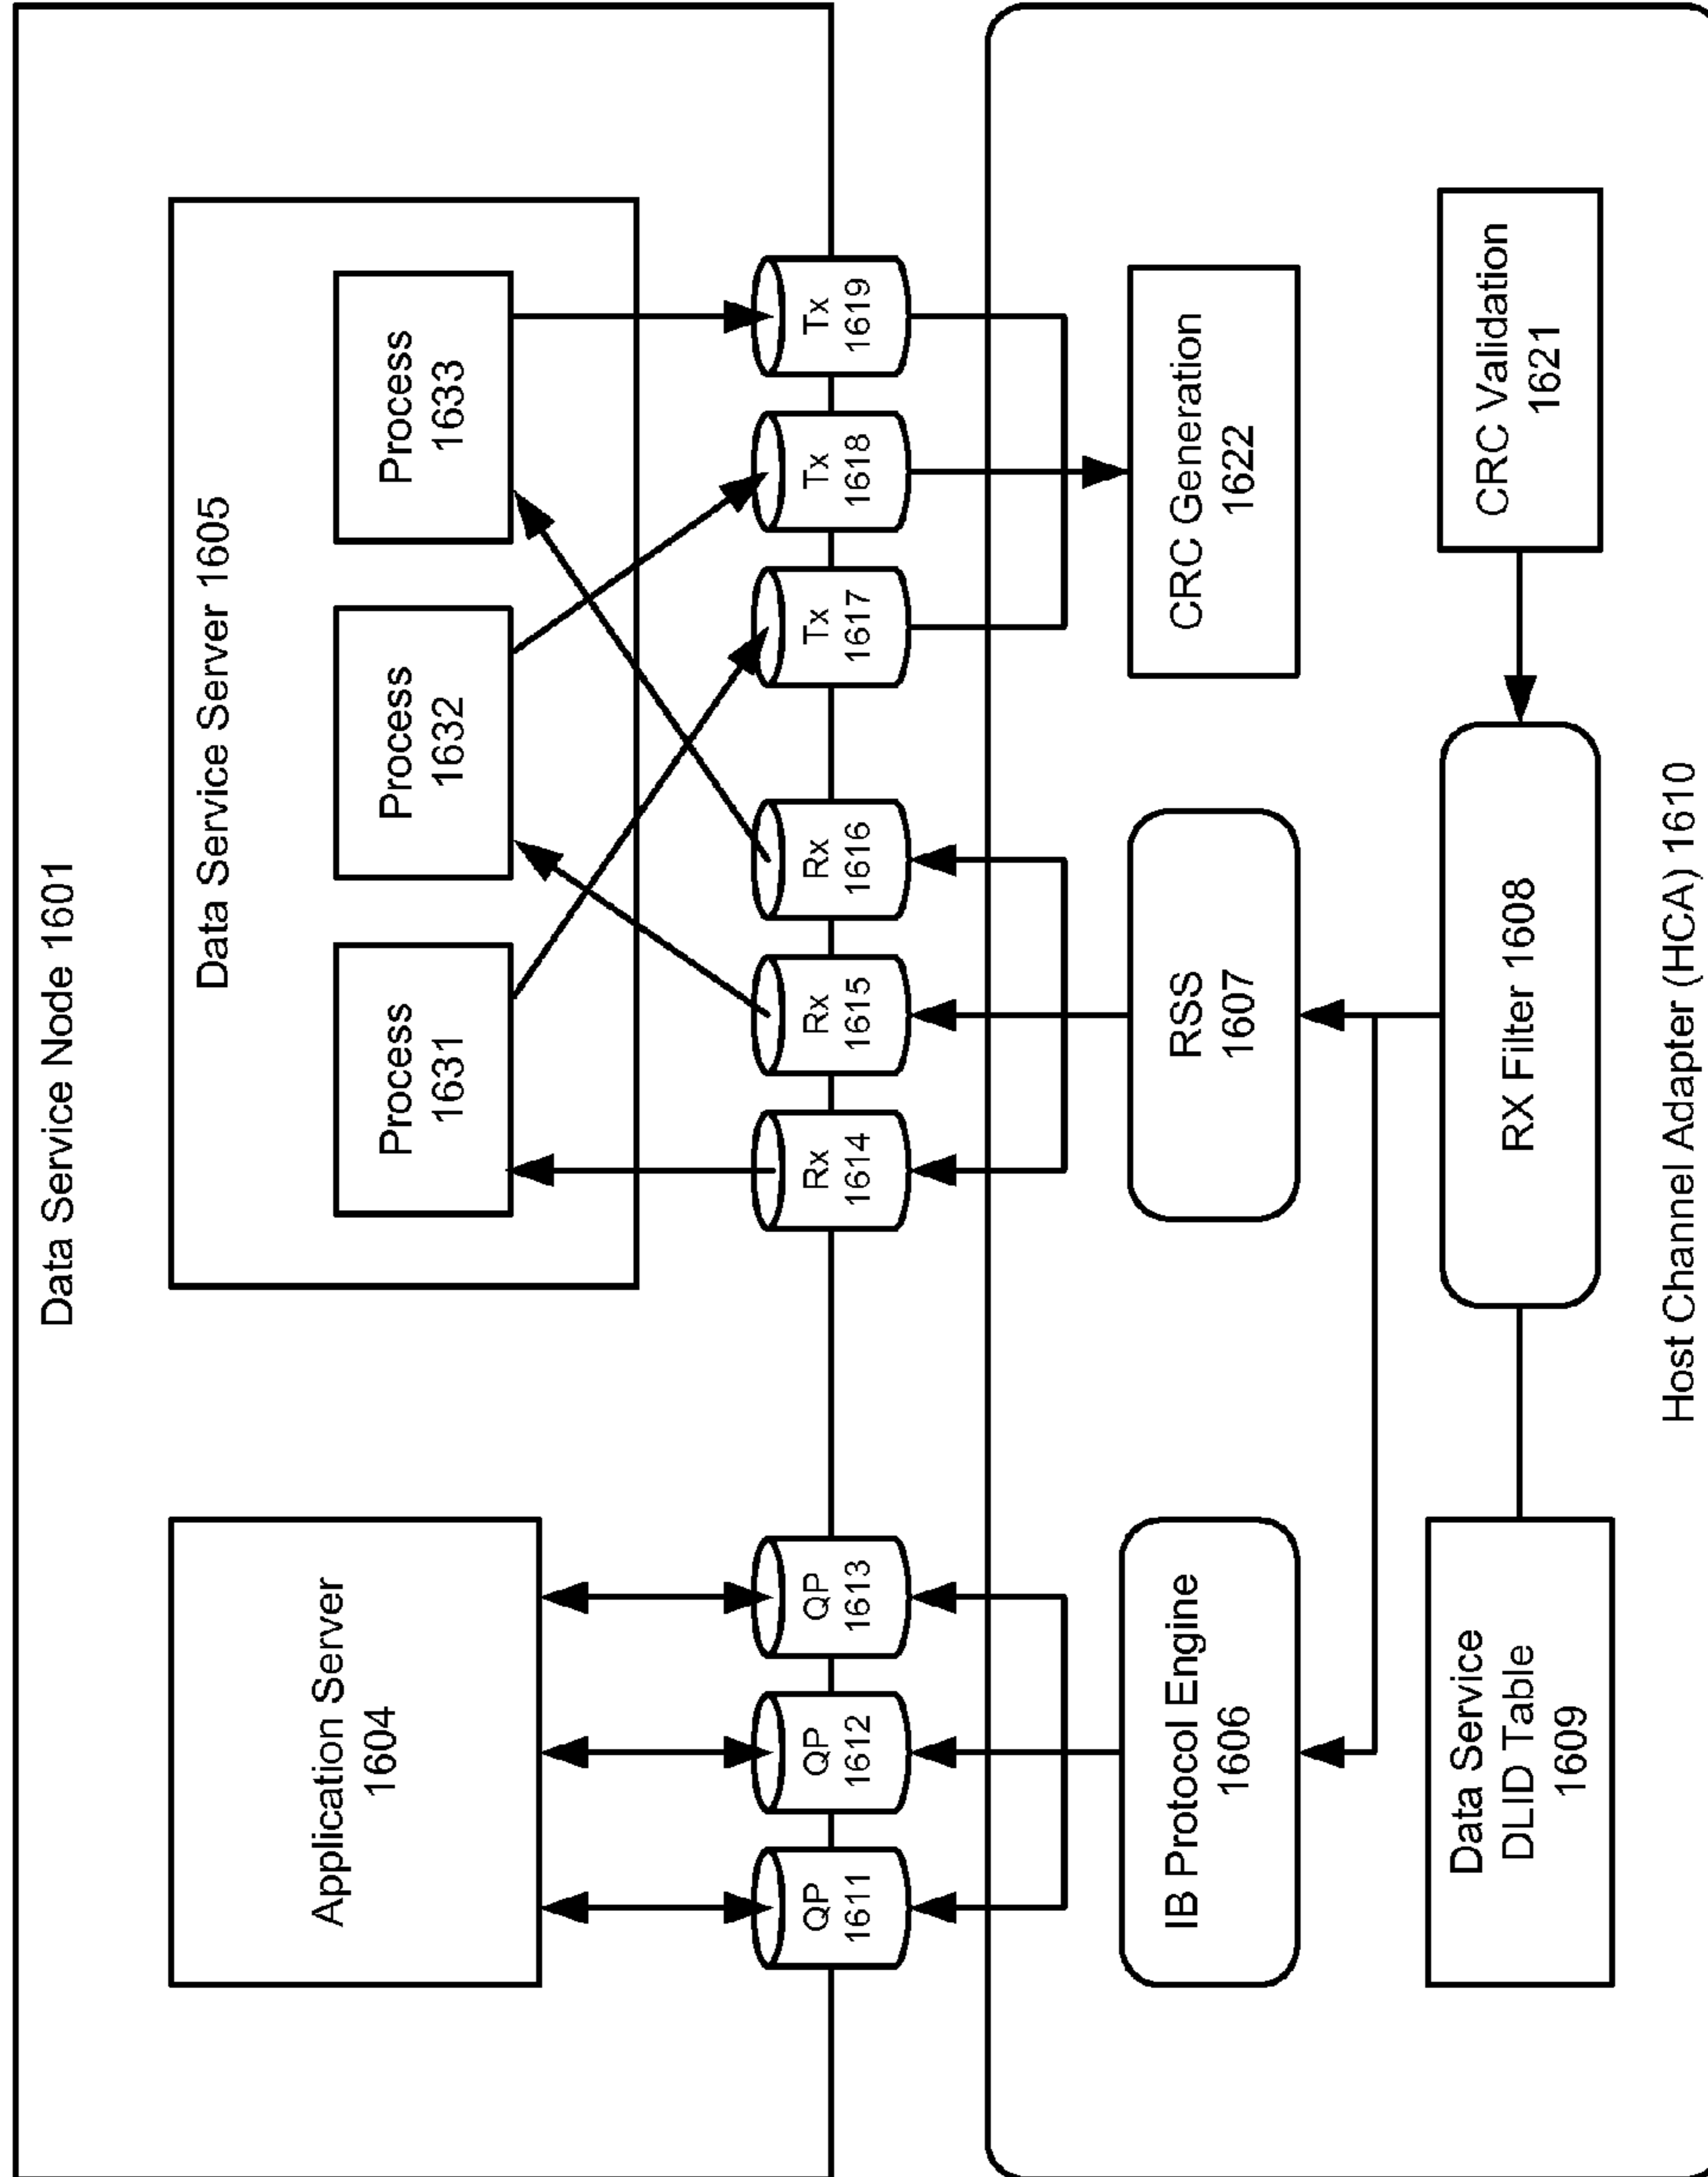 Data Service Node 1601
Application Server
1604
Data Service Server 1605
Process
1631
Process
1632
Process
1633
QP
1611
QP
1612
QP
1613
Rx
1614
Rx
1615
Rx
1616
Tx
1617
Tx
1618
Tx
1619
IB Protocol Engine
1606
RSS
1607
CRC Generation
1622
Data Service
DLID Table
1609
RX Filter 1608
CRC Validation
1621
Host Channel Adapter (HCA) 1610